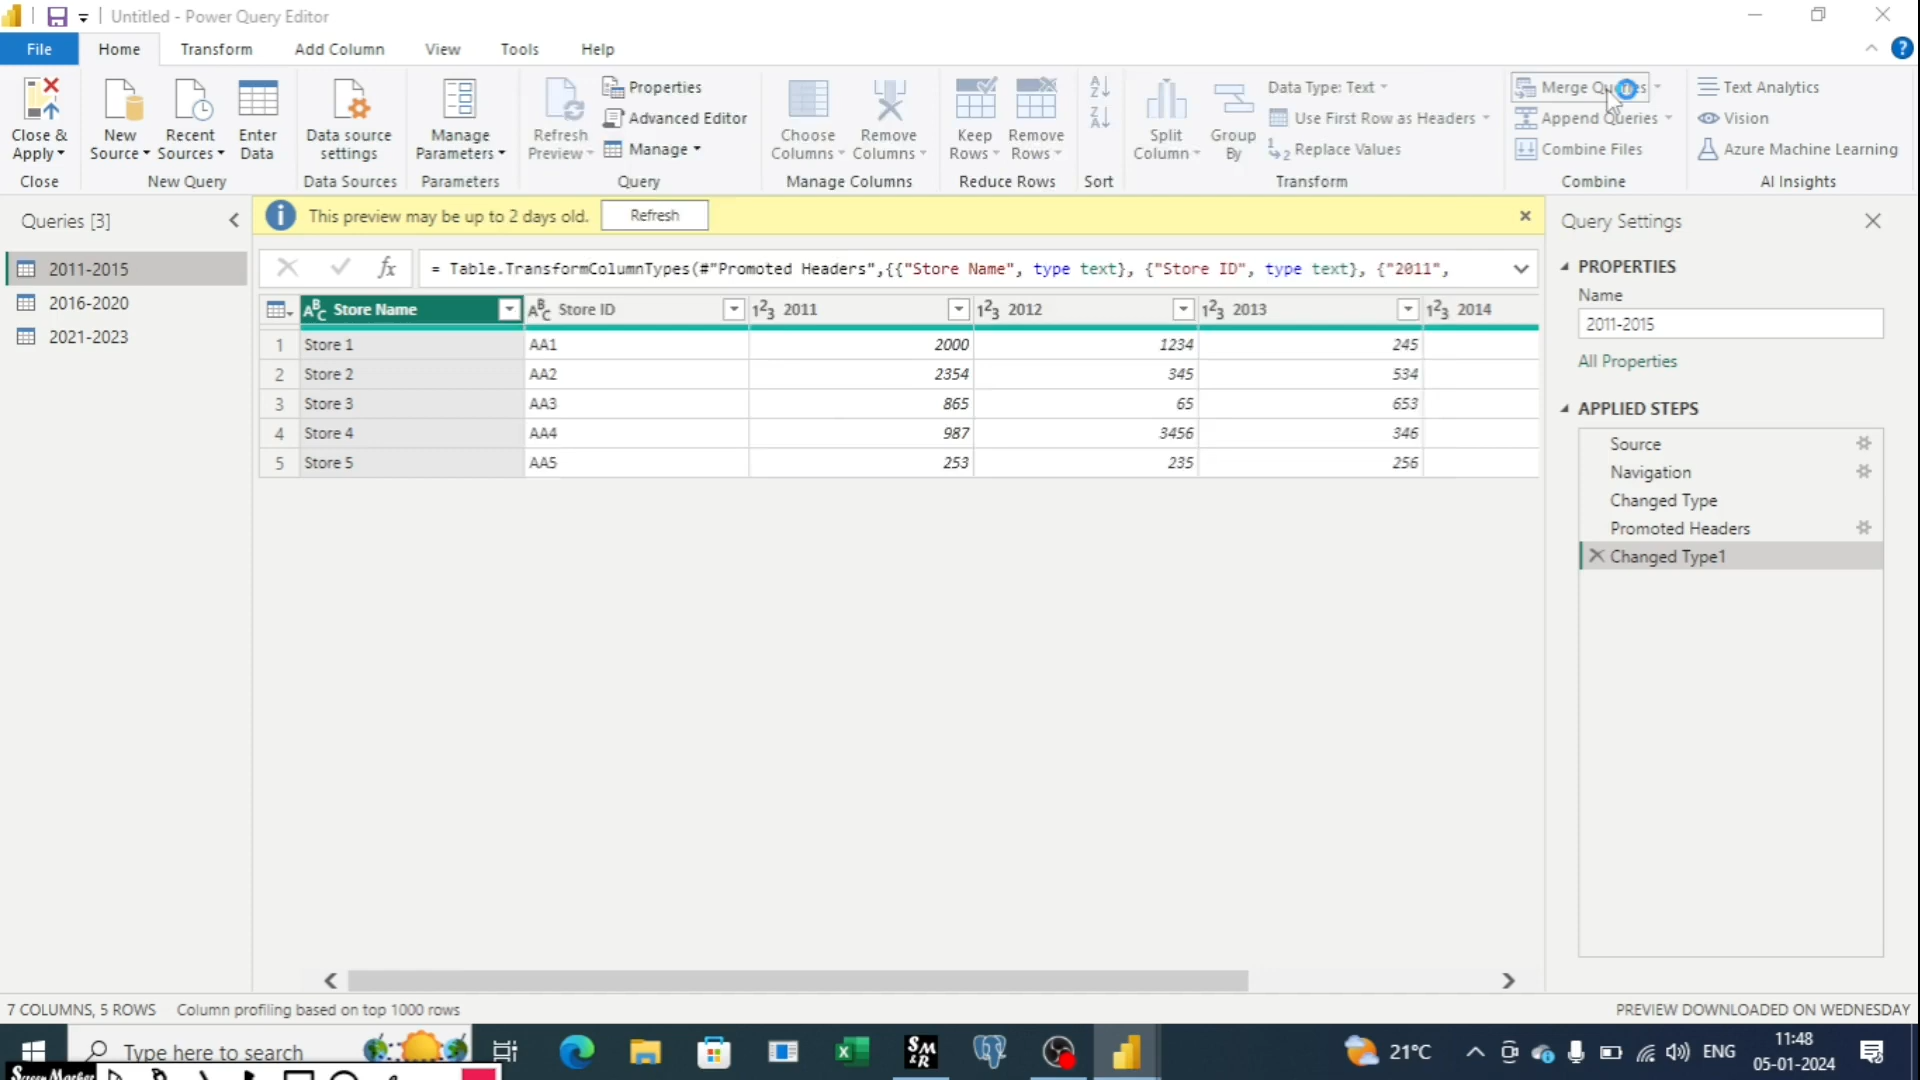 Untitled - Power Query Editor
File Home Transform Add Column View Tools Help
Close & Apply
New Source
Recent Sources
Enter Data
Data source settings
Manage Parameters
Refresh Preview
Properties
Advanced Editor
Manage
Choose Columns
Remove Columns
Keep Rows
Remove Rows
Split Column
Group By
Data Type: Text
Use First Row as Headers
Replace Values
Merge
Append Queries
Combine Files
Text Analytics
Vision
Azure Machine Learning
Close New Query Data Sources Parameters Query Manage Columns Reduce Rows Sort Transform Combine AI Insights
Queries [3]
2011-2015
2016-2020
2021-2023
This preview may be up to 2 days old. Refresh
fx = Table.TransformColumnTypes(#"Promoted Headers",{{"Store Name", type text}, {"Store ID", type text}, {"2011",
Store Name Store ID 2011 2012 2013 2014
1 Store 1 AA1 2000 1234 245
2 Store 2 AA2 2354 345 534
3 Store 3 AA3 865 65 653
4 Store 4 AA4 987 3456 346
5 Store 5 AA5 253 235 256
Query Settings
PROPERTIES
Name
2011-2015
All Properties
APPLIED STEPS
Source
Navigation
Changed Type
Promoted Headers
Changed Type1
7 COLUMNS, 5 ROWS Column profiling based on top 1000 rows PREVIEW DOWNLOADED ON WEDNESDAY
Type here to search
21°C
ENG
11:48
05-01-2024